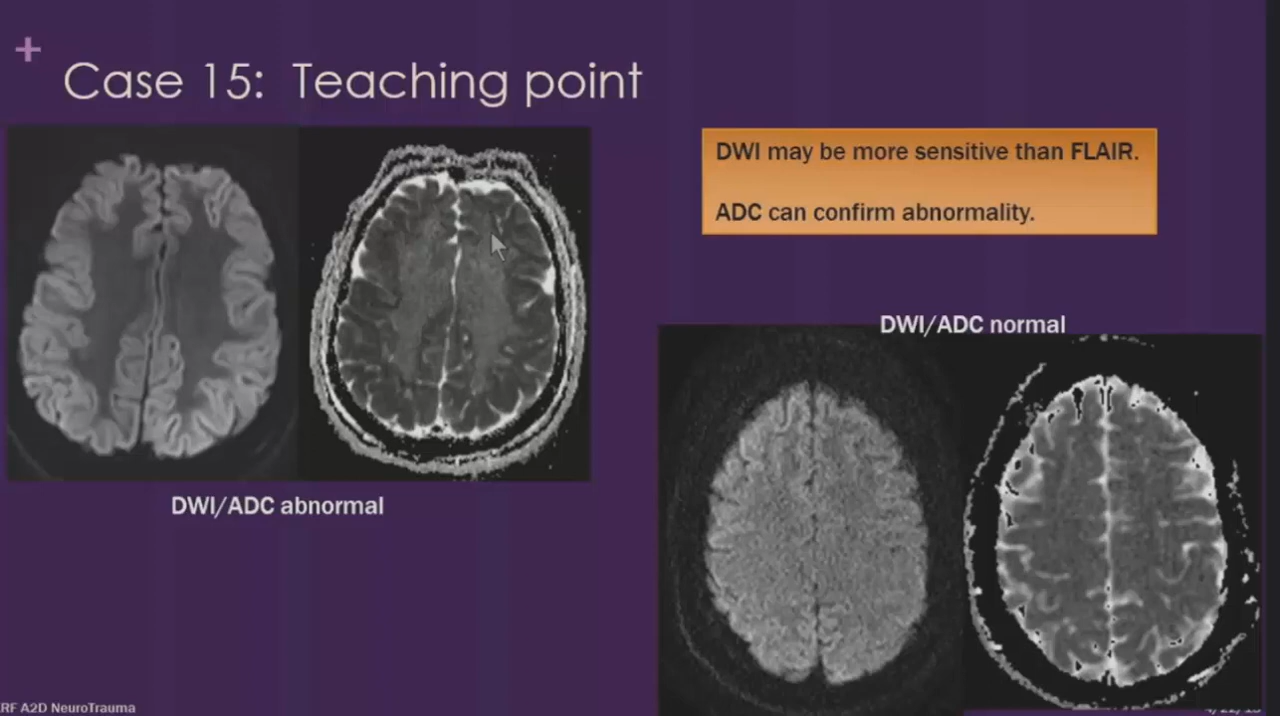 +
Case 15: Teaching point
DWI may be more sensitive than FLAIR.
ADC can confirm abnormality.
DWI/ADC normal
DWI/ADC abnormal
RF A2D NeuroTrauma